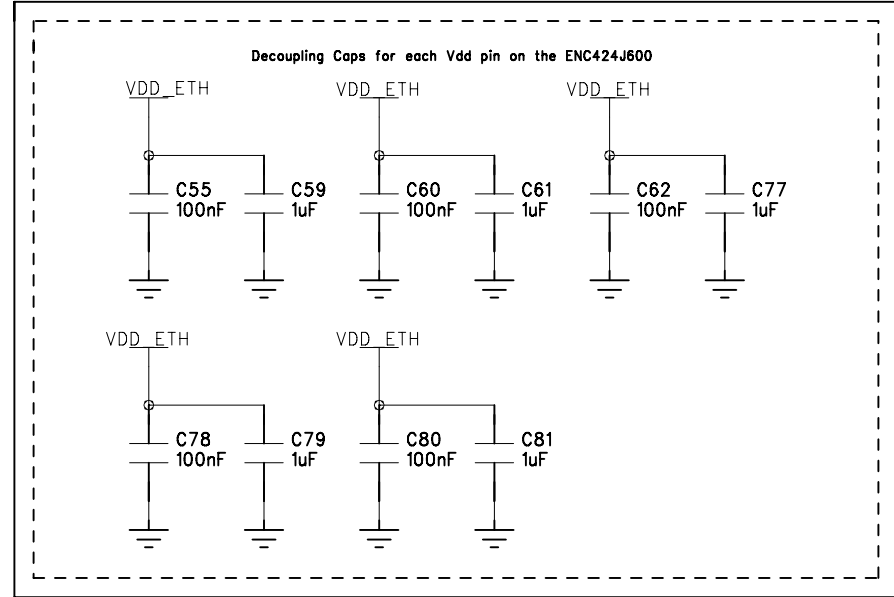 Decoupling Caps for each Vdd pin on the ENC424J600
VDD_ETH VDD_ETH VDD_ETH
C55 C59 C60 C61 C62 C77
100nF 1uF 100nF 1uF 100nF 1uF
VDD_ETH VDD_ETH
C78 C79 C80 C81
100nF 1uF 100nF 1uF